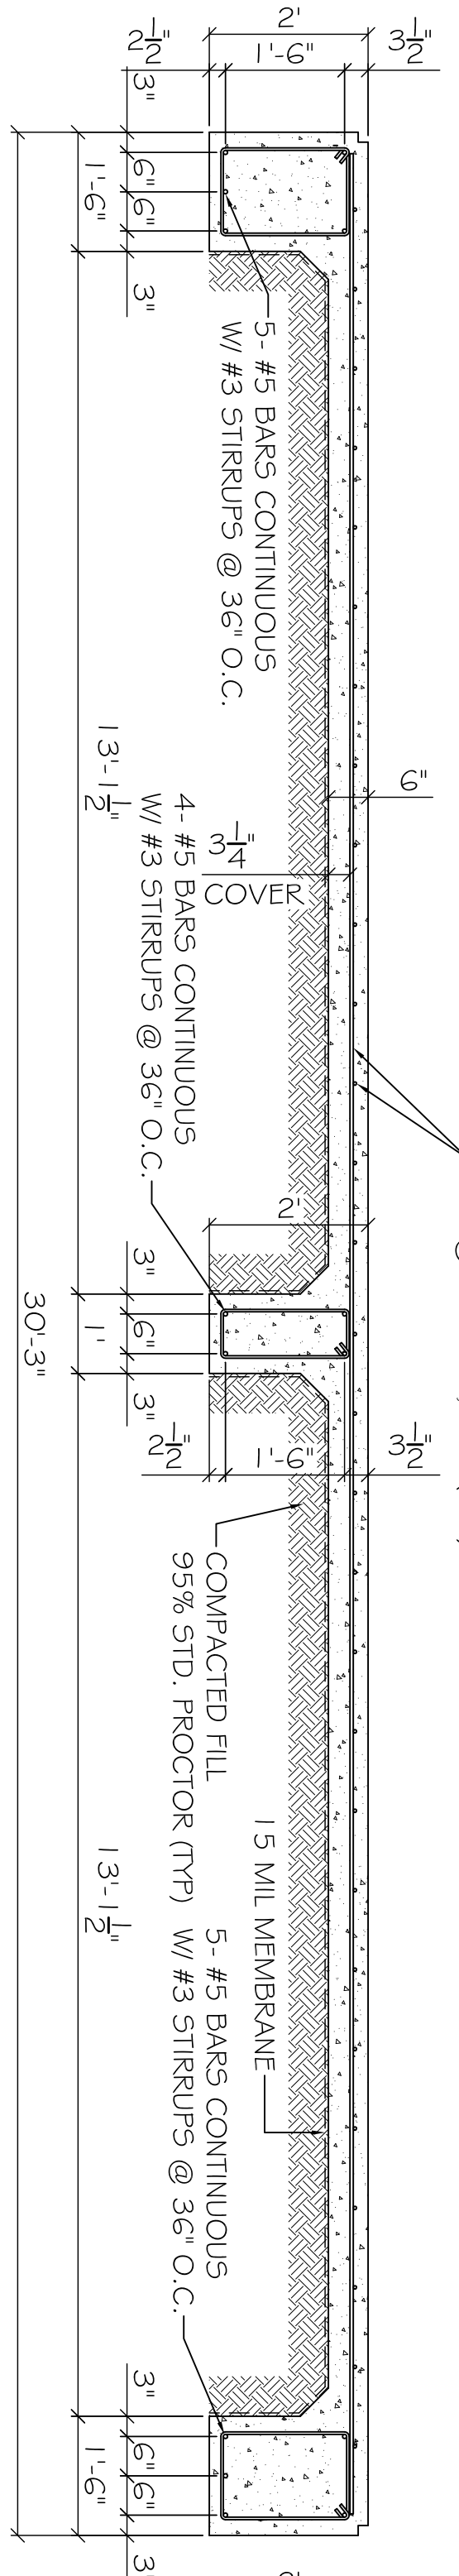 2'
2 1/2"
1'-6"
3 1/2"
3"
6"
6"
1'-6"
3"
5- #5 BARS CONTINUOUS
W/ #3 STIRRUPS @ 36" O.C.
13'-1 1/2"
6"
3 1/4"
COVER
4- #5 BARS CONTINUOUS
W/ #3 STIRRUPS @ 36" O.C.
2'
3"
1'
6"
3"
30'-3"
2 1/2"
1'-6"
3 1/2"
COMPACTED FILL
95% STD. PROCTOR (TYP)
15 MIL MEMBRANE
13'-1 1/2"
5- #5 BARS CONTINUOUS
W/ #3 STIRRUPS @ 36" O.C.
3"
6"
6"
1'-6"
3